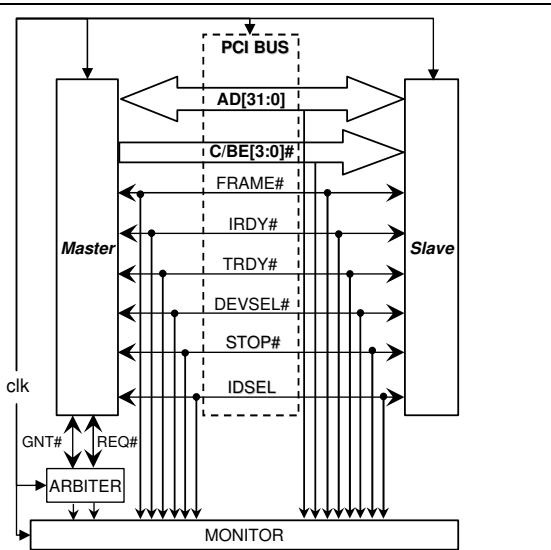 PCI BUS
AD[31:0]
C/BE[3:0]#
FRAME#
IRDY#
Master
Slave
TRDY#
DEVSEL#
STOP#
clk
IDSEL
GNT#
REQ#
ARBITER
MONITOR